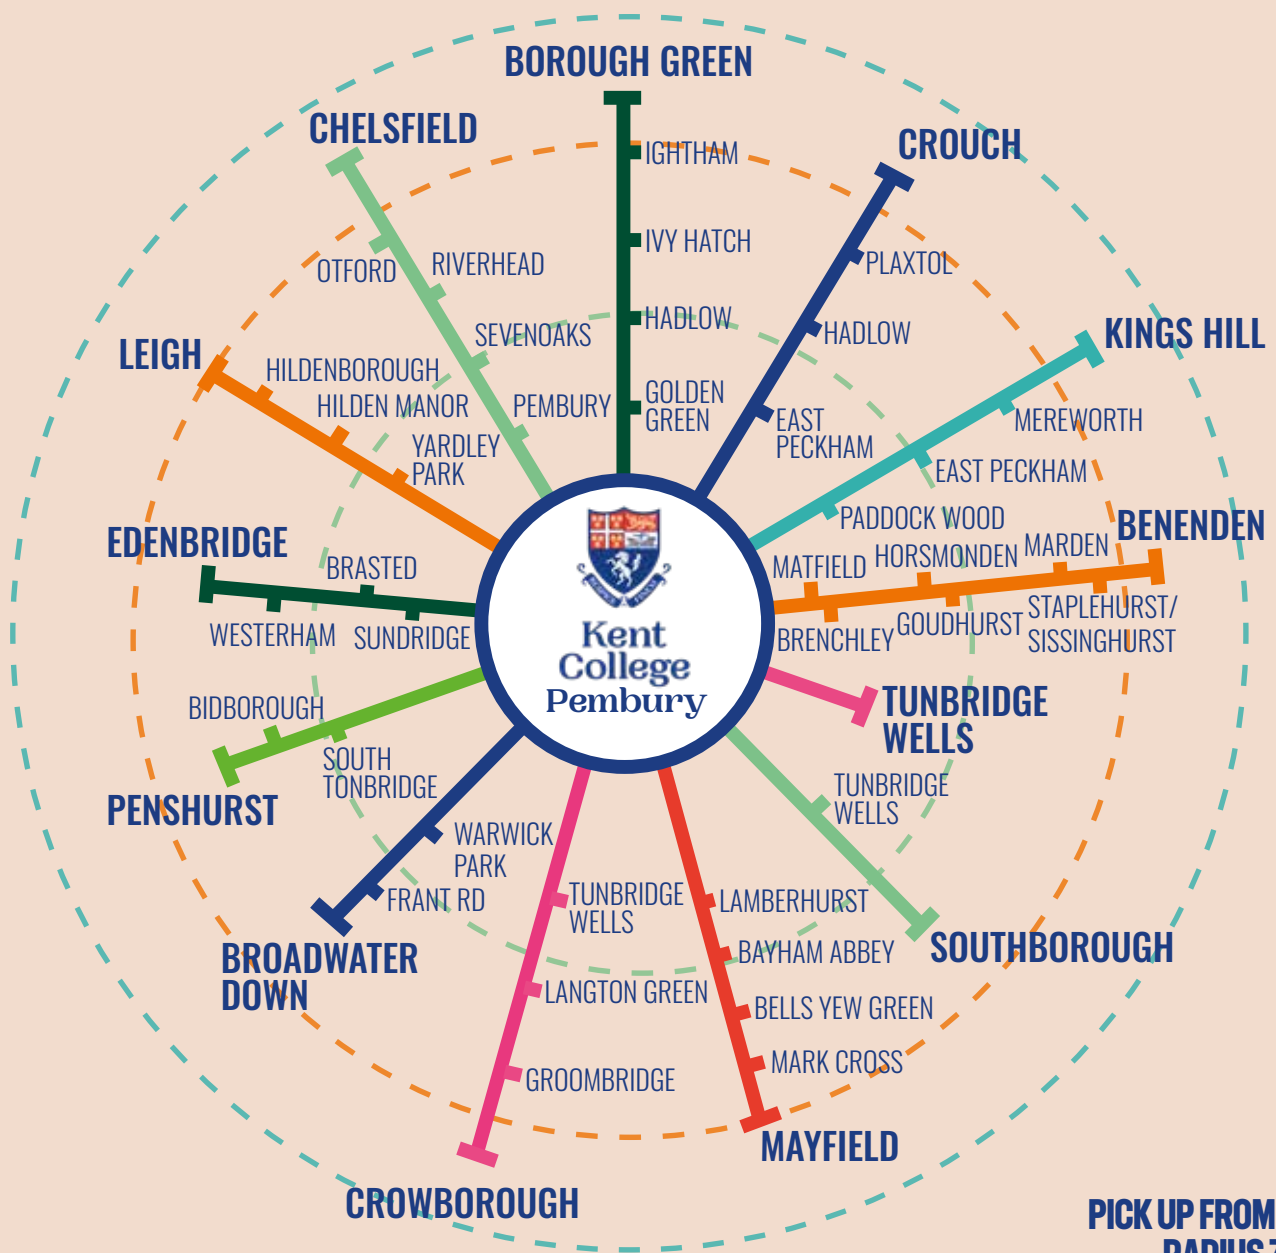 BOROUGH GREEN
IGHTHAM
IVY HATCH
HADLOW
GOLDEN
GREEN
CROUCH
PLAXTOL
HADLOW
EAST
PECKHAM
KINGS HILL
MEREWORTH
EAST PECKHAM
PADDOCK WOOD
BENENDEN
MATFIELD
HORSMONDEN
MARDEN
BRENCHLEY
GOUDHURST
STAPLEHURST/
SISSINGHURST
TUNBRIDGE
WELLS
TUNBRIDGE
WELLS
SOUTHBOROUGH
LAMBERHURST
BAYHAM ABBEY
BELLS YEW GREEN
MARK CROSS
MAYFIELD
TUNBRIDGE
WELLS
LANGTON GREEN
GROOMBRIDGE
CROWBOROUGH
WARWICK
PARK
FRANT RD
BROADWATER
DOWN
BIDBOROUGH
SOUTH
TONBRIDGE
PENSHURST
EDENBRIDGE
BRASTED
WESTERHAM
SUNDRIDGE
LEIGH
HILDENBOROUGH
HILDEN MANOR
YARDLEY
PARK
CHELSFIELD
OTFORD
RIVERHEAD
SEVENOAKS
PEMBURY
Kent
College
Pembury
PICK UP FROM
RADIUS